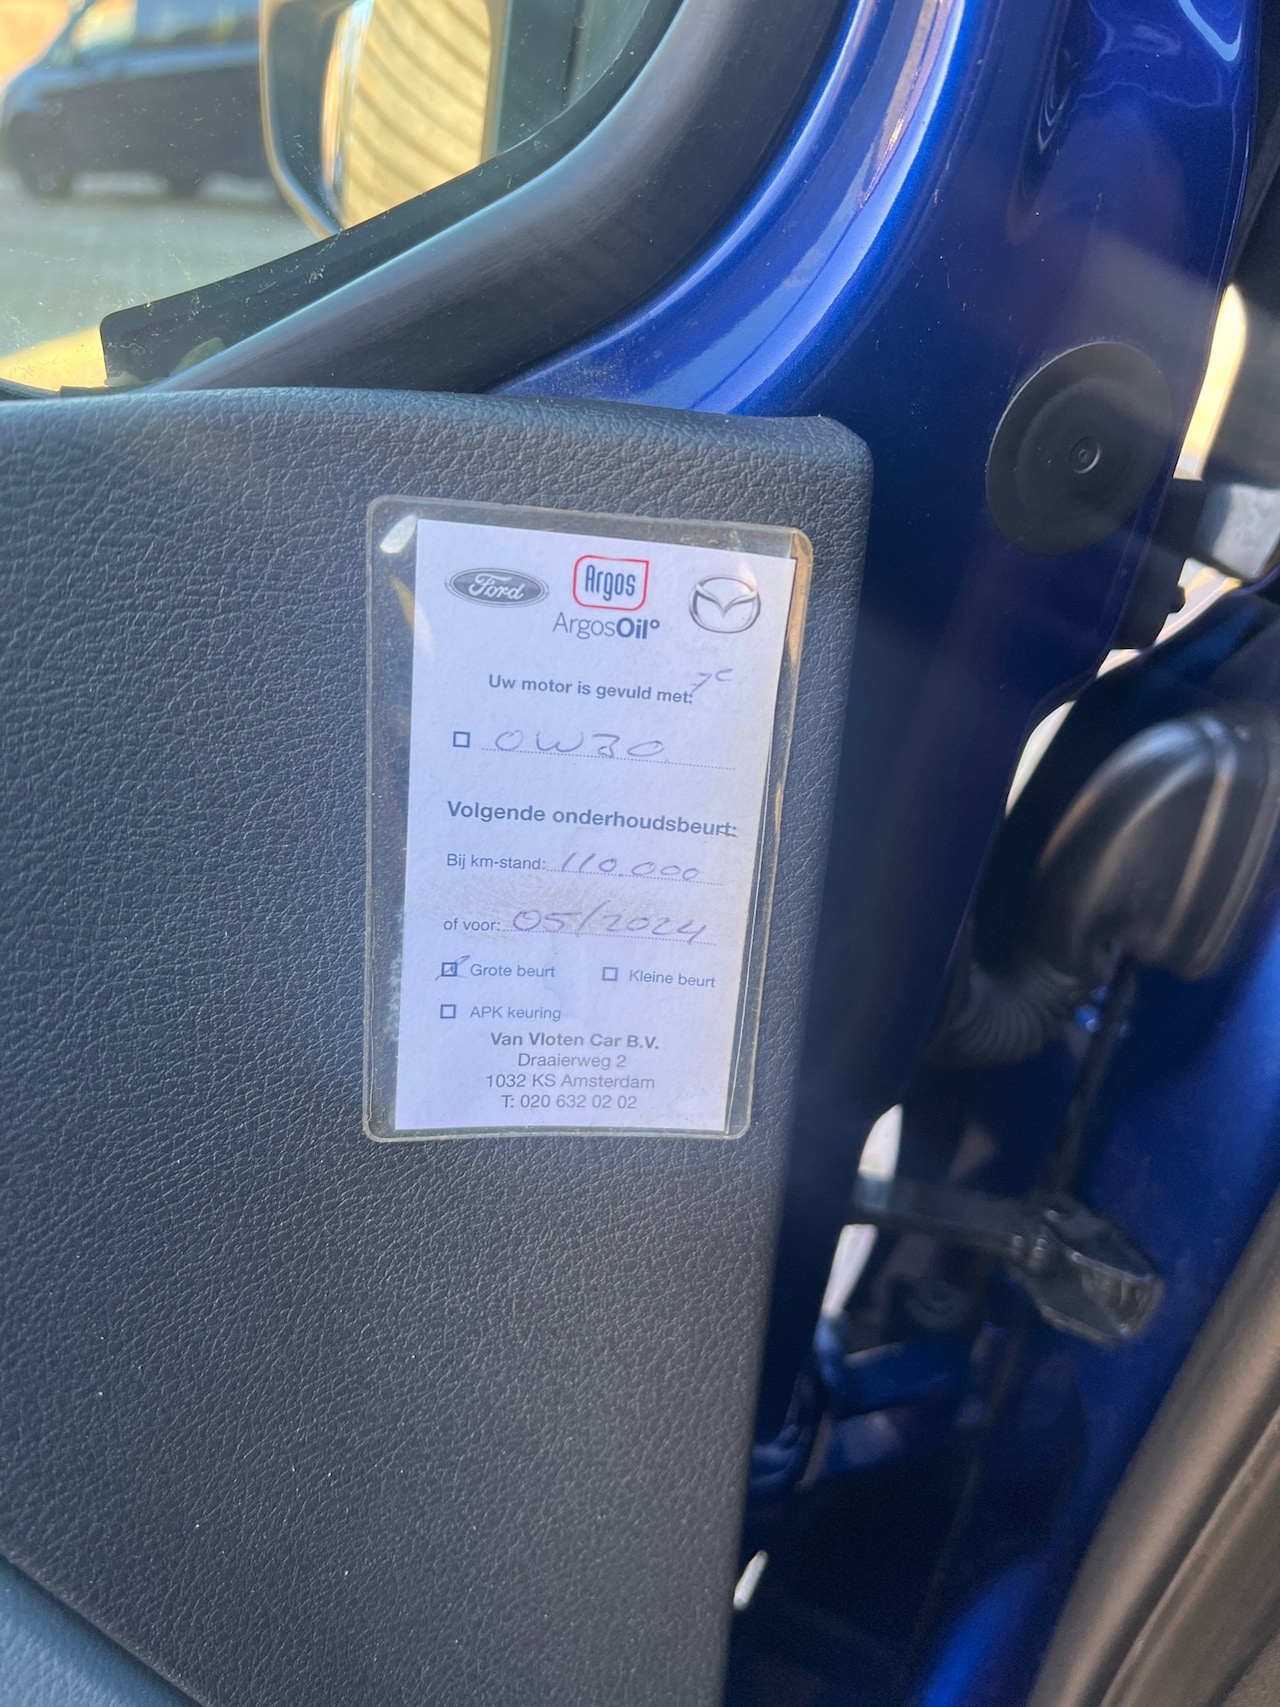 Ford
Argos
ArgosOil°
Uw motor is gevuld met:
0W30
Volgende onderhoudsbeurt:
Bij km-stand: 110.000
of voor: 05/2024
Grote beurt Kleine beurt
APK keuring
Van Vloten Car B.V.
Draaierweg 2
1032 KS Amsterdam
T: 020 632 02 02